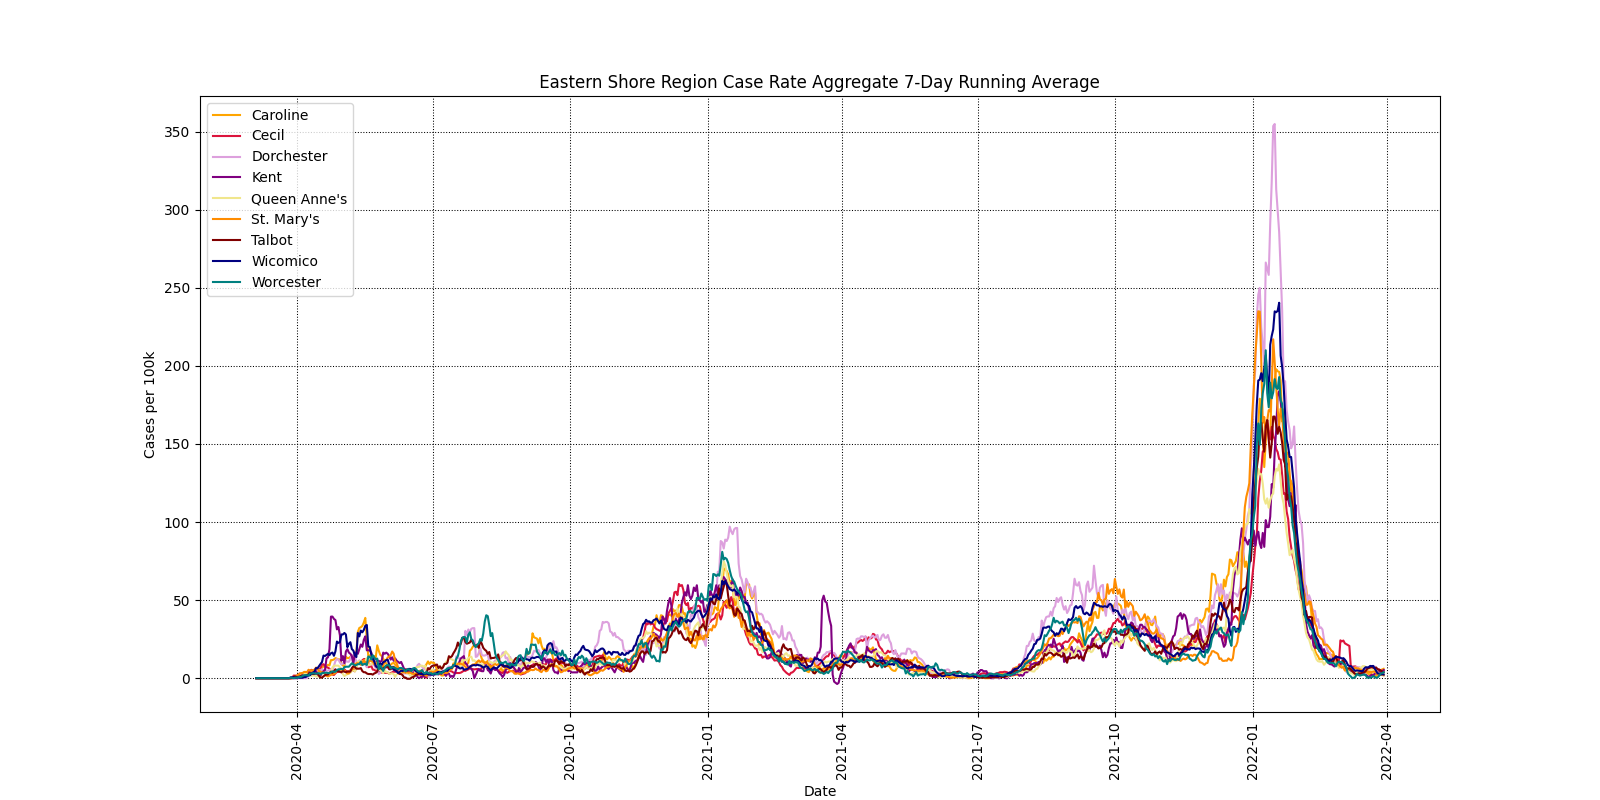 Eastern Shore Region Case Rate Aggregate 7-Day Running Average
Caroline
Cecil
Dorchester
Kent
Queen Anne's
St. Mary's
Talbot
Wicomico
Worcester
350
300
250
200
150
100
50
0
Cases per 100k
2020-04
2020-07
2020-10
2021-01
2021-04
2021-07
2021-10
2022-01
2022-04
Date